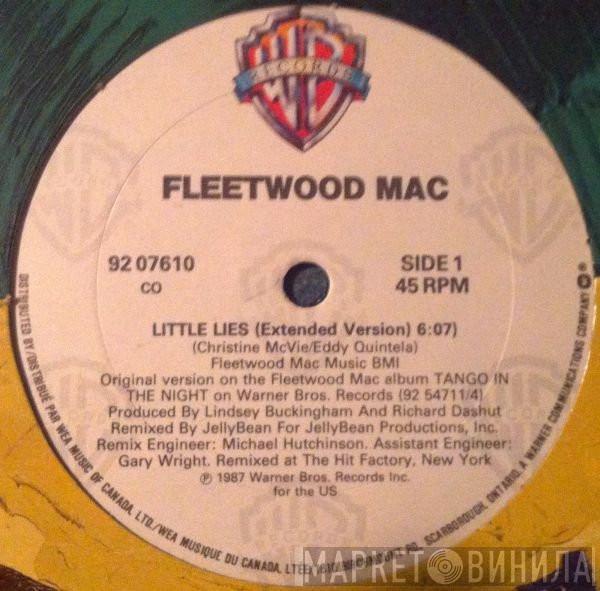 RECORDS
FLEETWOOD MAC
92 07610
CO
SIDE 1
45 RPM
LITTLE LIES (Extended Version) 6:07)
(Christine McVie/Eddy Quintela)
Fleetwood Mac Music BMI
Original version on the Fleetwood Mac album TANGO IN
THE NIGHT on Warner Bros. Records (92 54711/4)
Produced By Lindsey Buckingham And Richard Dashut
Remixed By JellyBean For JellyBean Productions, Inc.
Remix Engineer: Michael Hutchinson. Assistant Engineer:
Gary Wright. Remixed at The Hit Factory, New York
℗ 1987 Warner Bros. Records Inc.
for the US
DISTRIBUTED BY/DISTRIBUÉ PAR WEA MUSIC OF CANADA, LTD./WEA MUSIQUE DU CANADA, LTÉE, 1810 BIRCHMOUNT RD. SCARBOROUGH, ONTARIO, A WARNER COMMUNICATIONS COMPANY
МАРКЕТ ВИНИЛА